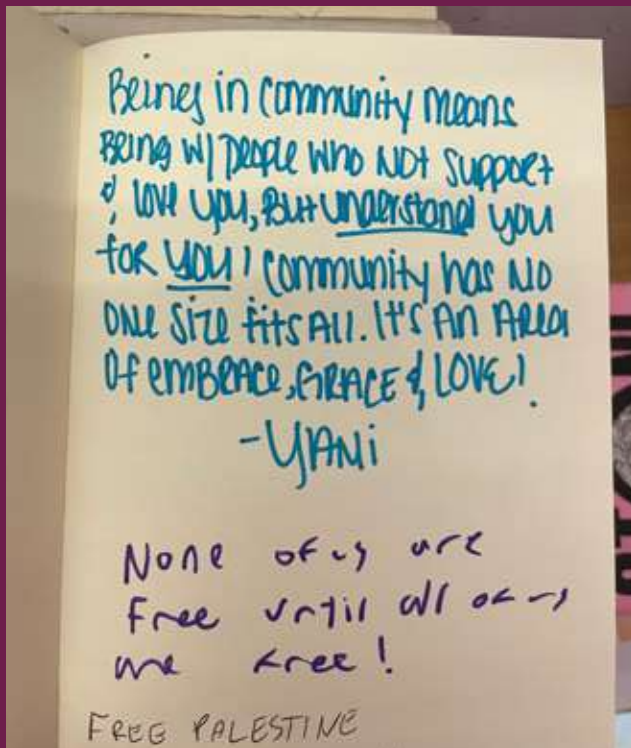 Being in community means
BEING W/ PEOPLE WHO NOT SUPPORT
& LOVE YOU, BUT understand you
for YOU! Community has NO
ONE SIZE fits All. It's AN AREA
Of EMBRACE, GRACE & LOVE!
-YANi
None of us are
free until all of us
are free!
FREE PALESTINE